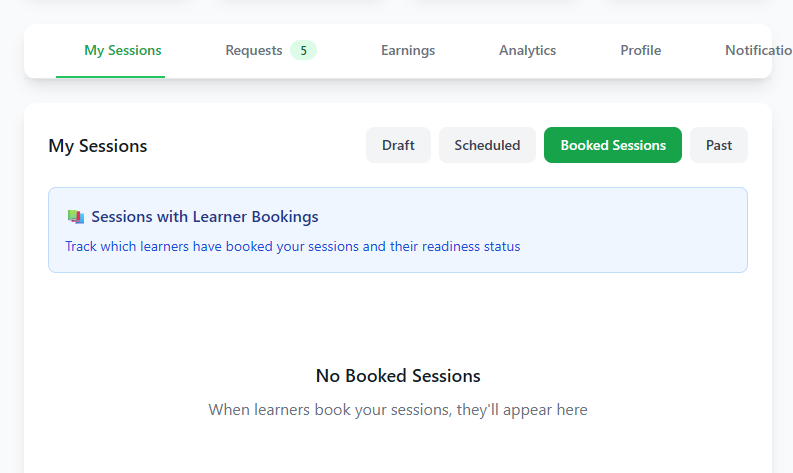 My Sessions
Requests 5
Earnings
Analytics
Profile
Notificatio
My Sessions
Draft
Scheduled
Booked Sessions
Past
📚 Sessions with Learner Bookings
Track which learners have booked your sessions and their readiness status
No Booked Sessions
When learners book your sessions, they'll appear here